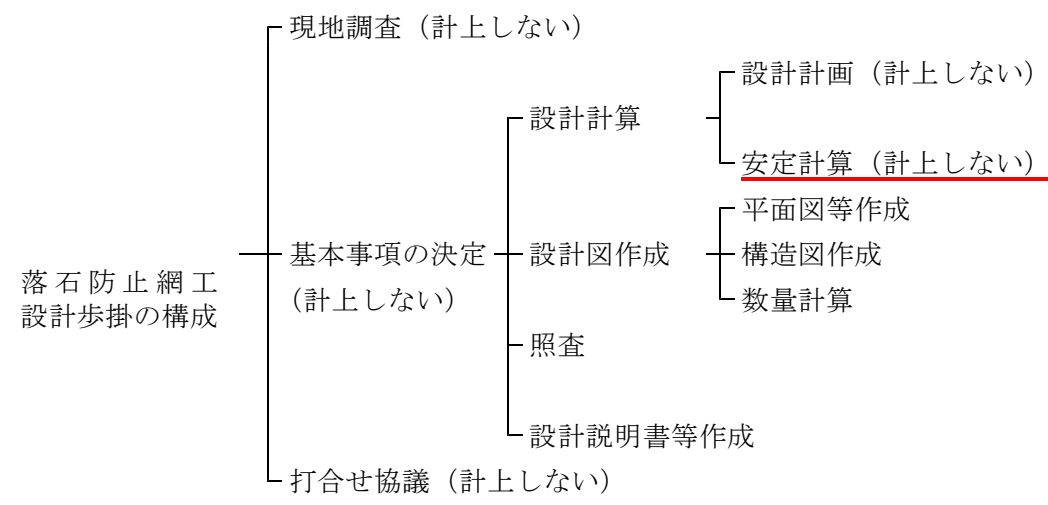 現地調査（計上しない）
設計計画（計上しない）
設計計算
安定計算（計上しない）
平面図等作成
基本事項の決定
設計図作成
構造図作成
落石防止網工
（計上しない）
数量計算
設計歩掛の構成
照査
設計説明書等作成
打合せ協議（計上しない）